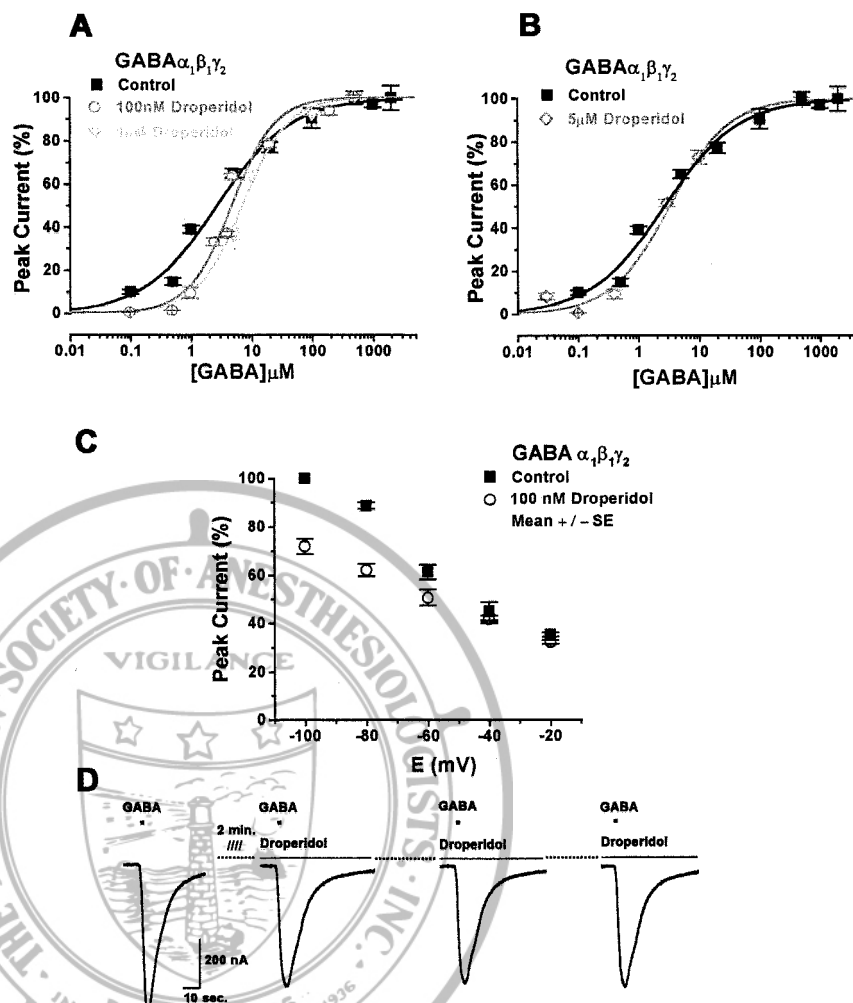 A
GABAα1β1γ2
Control
100nM Droperidol
Droperidol
Peak Current (%)
100
80
60
40
20
0
0.01
0.1
1
10
100
1000
[GABA]μM
B
GABAα1β1γ2
Control
5μM Droperidol
Peak Current (%)
100
80
60
40
20
0
0.01
0.1
1
10
100
1000
[GABA]μM
C
GABA α1β1γ2
Control
100 nM Droperidol
Mean +/− SE
Peak Current (%)
100
80
60
40
20
0
-100
-80
-60
-40
-20
E (mV)
SOCIETY OF ANESTHESIOLOGISTS, INC.
VIGILANCE
D
GABA
GABA
GABA
GABA
2 min.
////
Droperidol
Droperidol
Droperidol
200 nA
10 sec.
1936